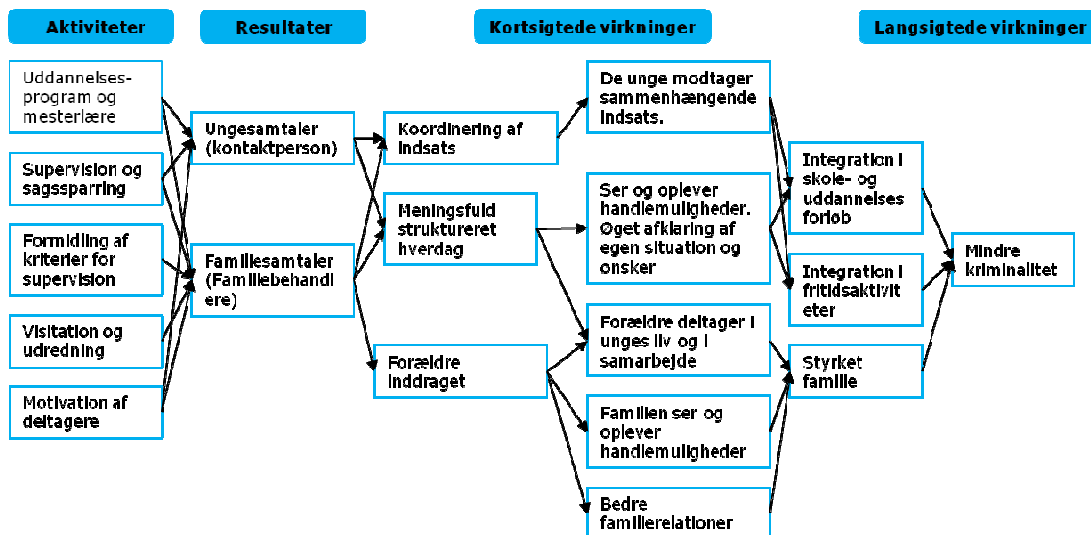 Aktiviteter
Resultater
Kortsigtede virkninger
Langsigtede virkninger
Uddannelses-
program og
mesterlære
Supervision og
sagssparring
Formidling af
kriterier for
supervision
Visitation og
udredning
Motivation af
deltagere
Ungesamtaler
(kontaktperson)
Familiesamtaler
(Familiebehandl
ere)
Koordinering af
indsats
Meningsfuld
struktureret
hverdag
Forældre
inddraget
De unge modtager
sammenhængende
indsats.
Ser og oplever
handlemuligheder.
Øget afklaring af
egen situation og
onsker
Forældre deltager i
unges liv og i
samarbejde
Familien ser og
oplever
handlemuligheder
Bedre
familierelationer
Integration i
skole- og
uddannelses
forløb
Integration i
fritidsaktivit
eter
Styrket
familie
Mindre
kriminalitet